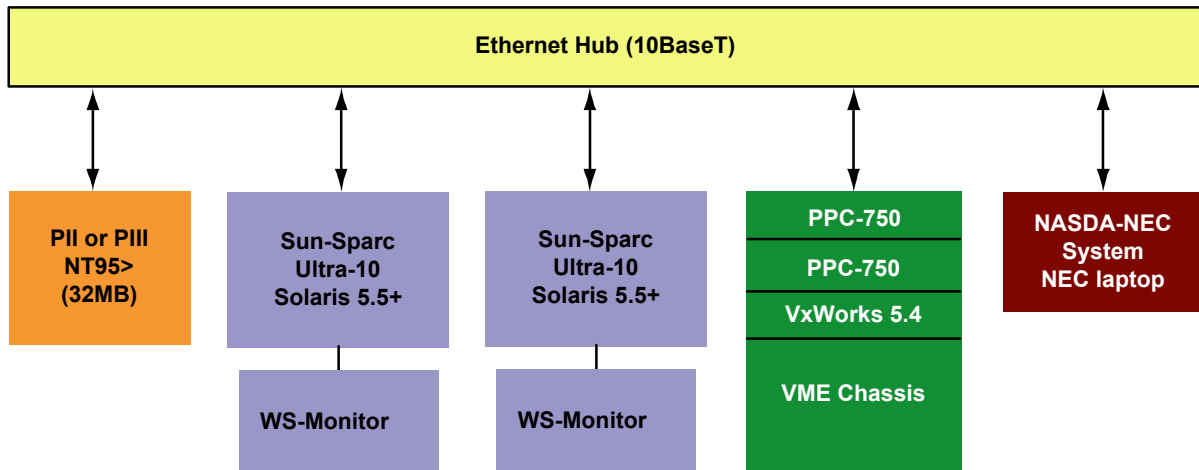 Ethernet Hub (10BaseT)
PII or PIII
NT95>
(32MB)
Sun-Sparc
Ultra-10
Solaris 5.5+
WS-Monitor
Sun-Sparc
Ultra-10
Solaris 5.5+
WS-Monitor
PPC-750
PPC-750
VxWorks 5.4
VME Chassis
NASDA-NEC
System
NEC laptop